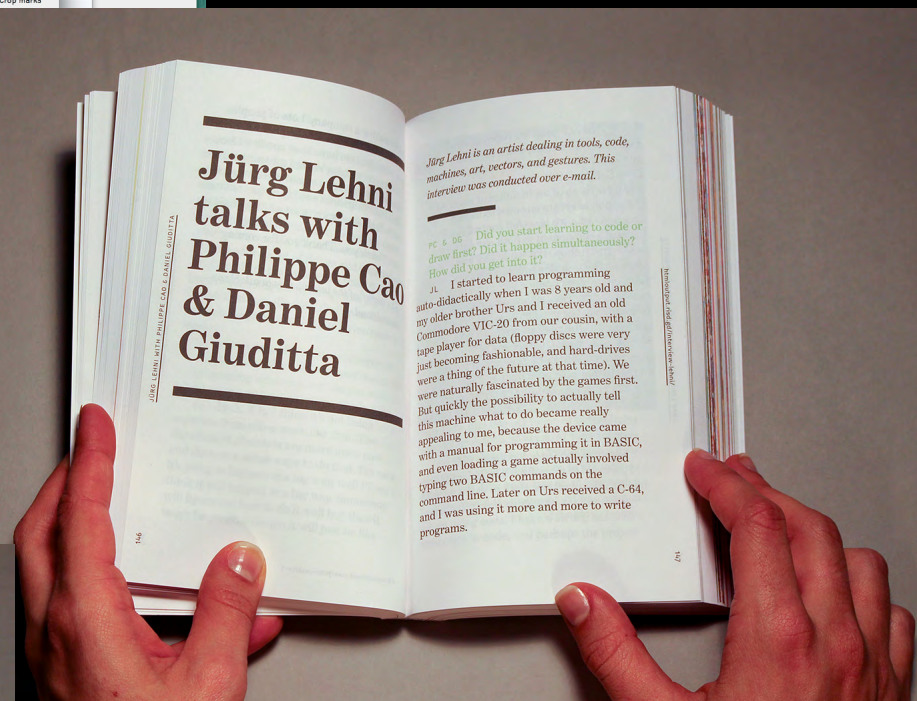 crop marks
Jürg Lehni
talks with
Philippe Cao
& Daniel
Giuditta
JÜRG LEHNI WITH PHILIPPE CAO & DANIEL GIUDITTA
146
Jürg Lehni is an artist dealing in tools, code,
machines, art, vectors, and gestures. This
interview was conducted over e-mail.
PC & DG Did you start learning to code or
draw first? Did it happen simultaneously?
How did you get into it?
JL I started to learn programming
auto-didactically when I was 8 years old and
my older brother Urs and I received an old
Commodore VIC-20 from our cousin, with a
tape player for data (floppy discs were very
just becoming fashionable, and hard-drives
were a thing of the future at that time). We
were naturally fascinated by the games first.
But quickly the possibility to actually tell
this machine what to do became really
appealing to me, because the device came
with a manual for programming it in BASIC,
and even loading a game actually involved
typing two BASIC commands on the
command line. Later on Urs received a C-64,
and I was using it more and more to write
programs.
htmloutput.risd.gd/interview-lehni/
147